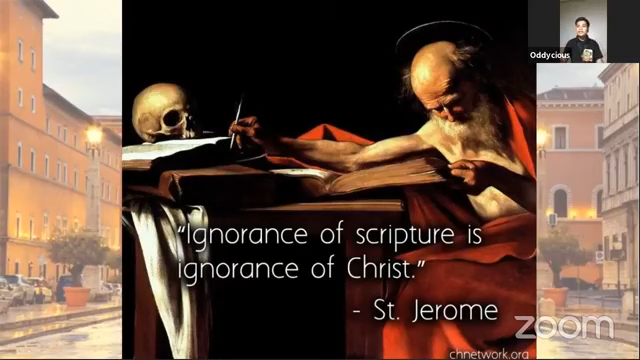 Oddycious
“Ignorance of scripture is
ignorance of Christ.”
- St. Jerome
zoom
chnetwork.org